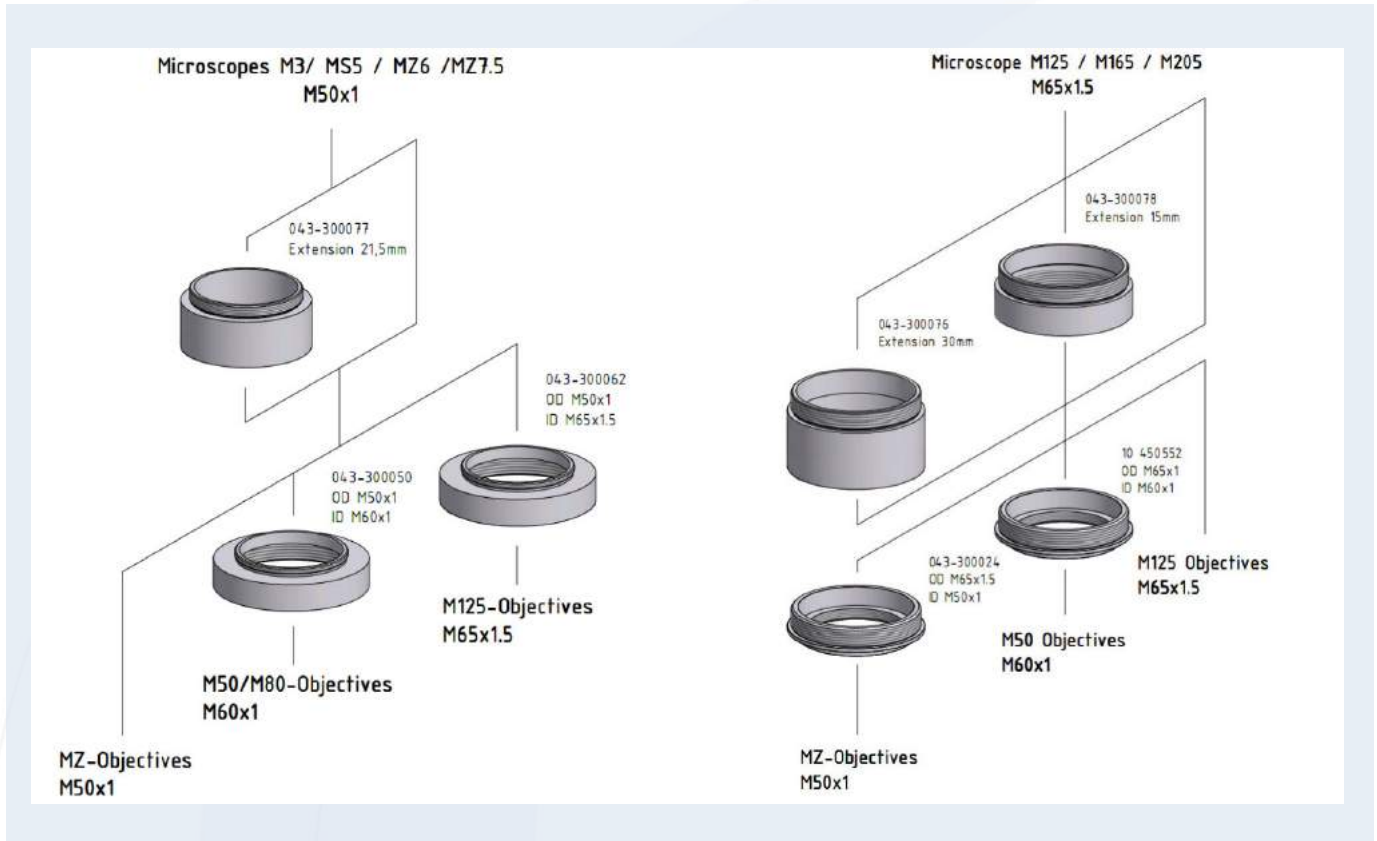 Microscopes M3/ MS5 / MZ6 /MZ7.5
M50x1
043-300077
Extension 21,5mm
043-300062
OD M50x1
ID M65x1.5
043-300050
OD M50x1
ID M60x1
M125-Objectives
M65x1.5
M50/M80-Objectives
M60x1
MZ-Objectives
M50x1
Microscope M125 / M165 / M205
M65x1.5
043-300078
Extension 15mm
043-300076
Extension 30mm
10 450552
OD M65x1
ID M60x1
043-300024
OD M65x1.5
ID M50x1
M125 Objectives
M65x1.5
M50 Objectives
M60x1
MZ-Objectives
M50x1